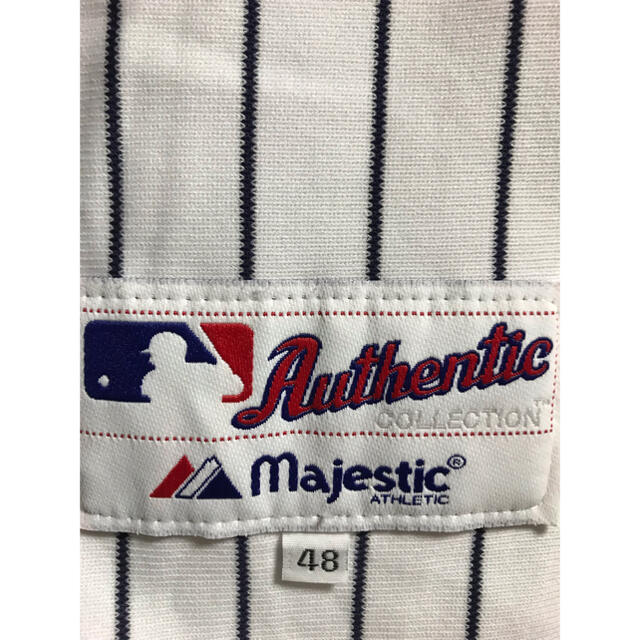 Authentic
COLLECTION™
Majestic®
ATHLETIC
48